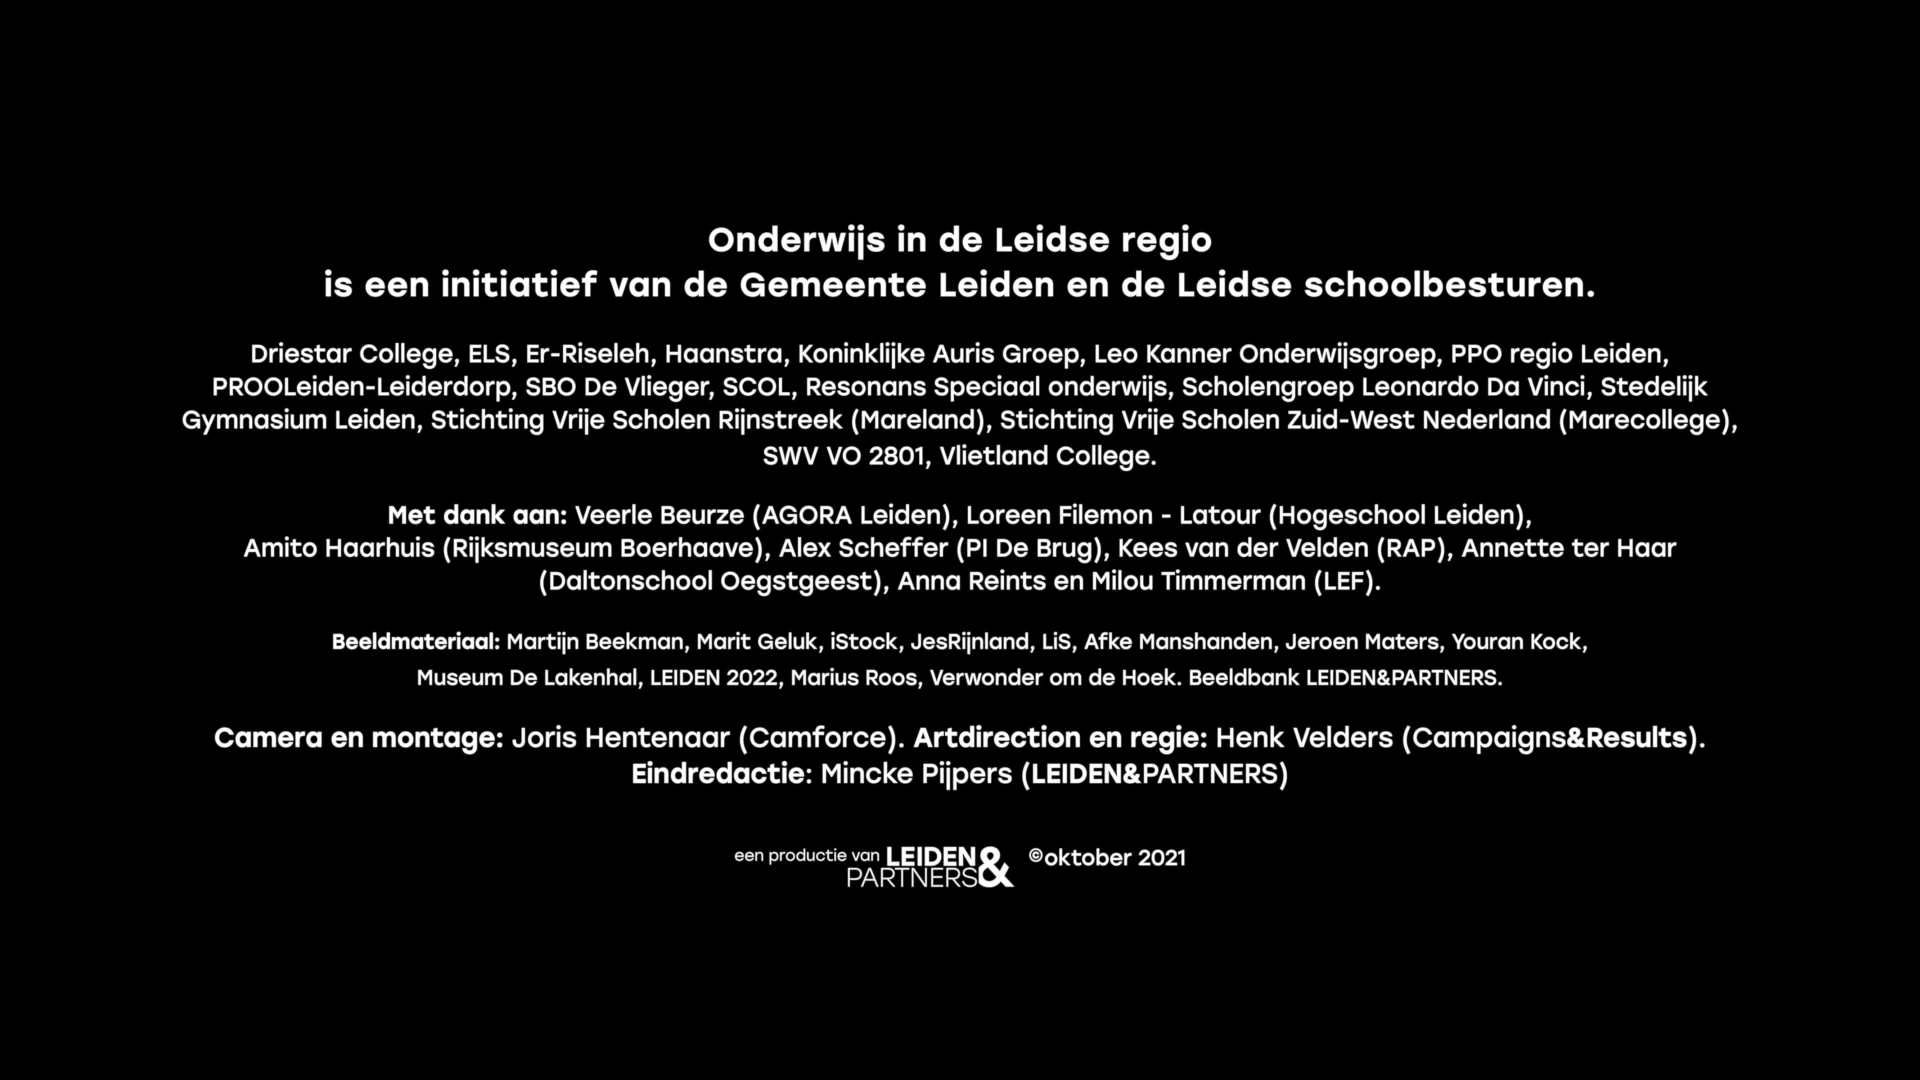 Onderwijs in de Leidse regio
is een initiatief van de Gemeente Leiden en de Leidse schoolbesturen.
Driestar College, ELS, Er-Riseleh, Haanstra, Koninklijke Auris Groep, Leo Kanner Onderwijsgroep, PPO regio Leiden,
PROOLeiden-Leiderdorp, SBO De Vlieger, SCOL, Resonans Speciaal onderwijs, Scholengroep Leonardo Da Vinci, Stedelijk
Gymnasium Leiden, Stichting Vrije Scholen Rijnstreek (Mareland), Stichting Vrije Scholen Zuid-West Nederland (Marecollege),
SWV VO 2801, Vlietland College.
Met dank aan: Veerle Beurze (AGORA Leiden), Loreen Filemon - Latour (Hogeschool Leiden),
Amito Haarhuis (Rijksmuseum Boerhaave), Alex Scheffer (PI De Brug), Kees van der Velden (RAP), Annette ter Haar
(Daltonschool Oegstgeest), Anna Reints en Milou Timmerman (LEF).
Beeldmateriaal: Martijn Beekman, Marit Geluk, iStock, JesRijnland, LiS, Afke Manshanden, Jeroen Maters, Youran Kock,
Museum De Lakenhal, LEIDEN 2022, Marius Roos, Verwonder om de Hoek. Beeldbank LEIDEN&PARTNERS.
Camera en montage: Joris Hentenaar (Camforce). Artdirection en regie: Henk Velders (Campaigns&Results).
Eindredactie: Mincke Pijpers (LEIDEN&PARTNERS)
een productie van LEIDEN& ©oktober 2021
PARTNERS